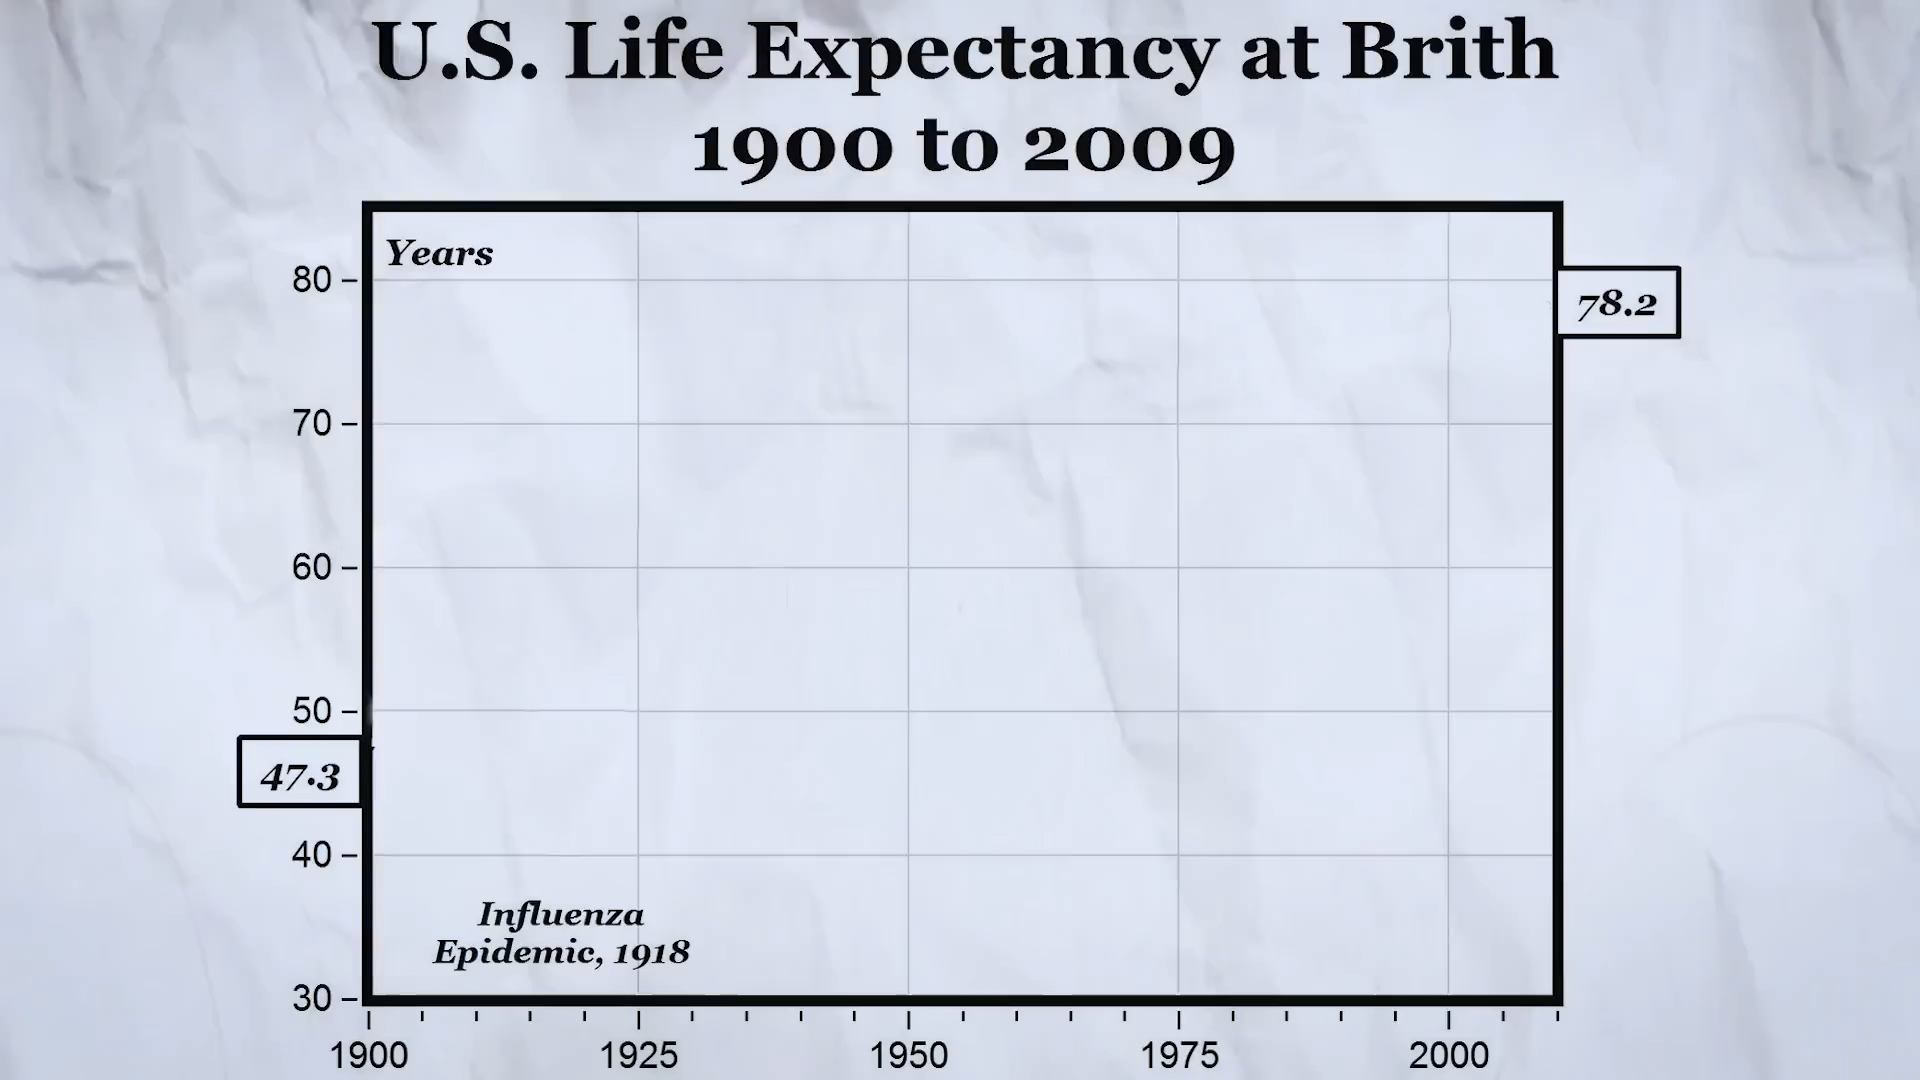 U.S. Life Expectancy at Brith
1900 to 2009
Years
80
78.2
70
60
50
47.3
40
Influenza
Epidemic, 1918
30
1900 1925 1950 1975 2000